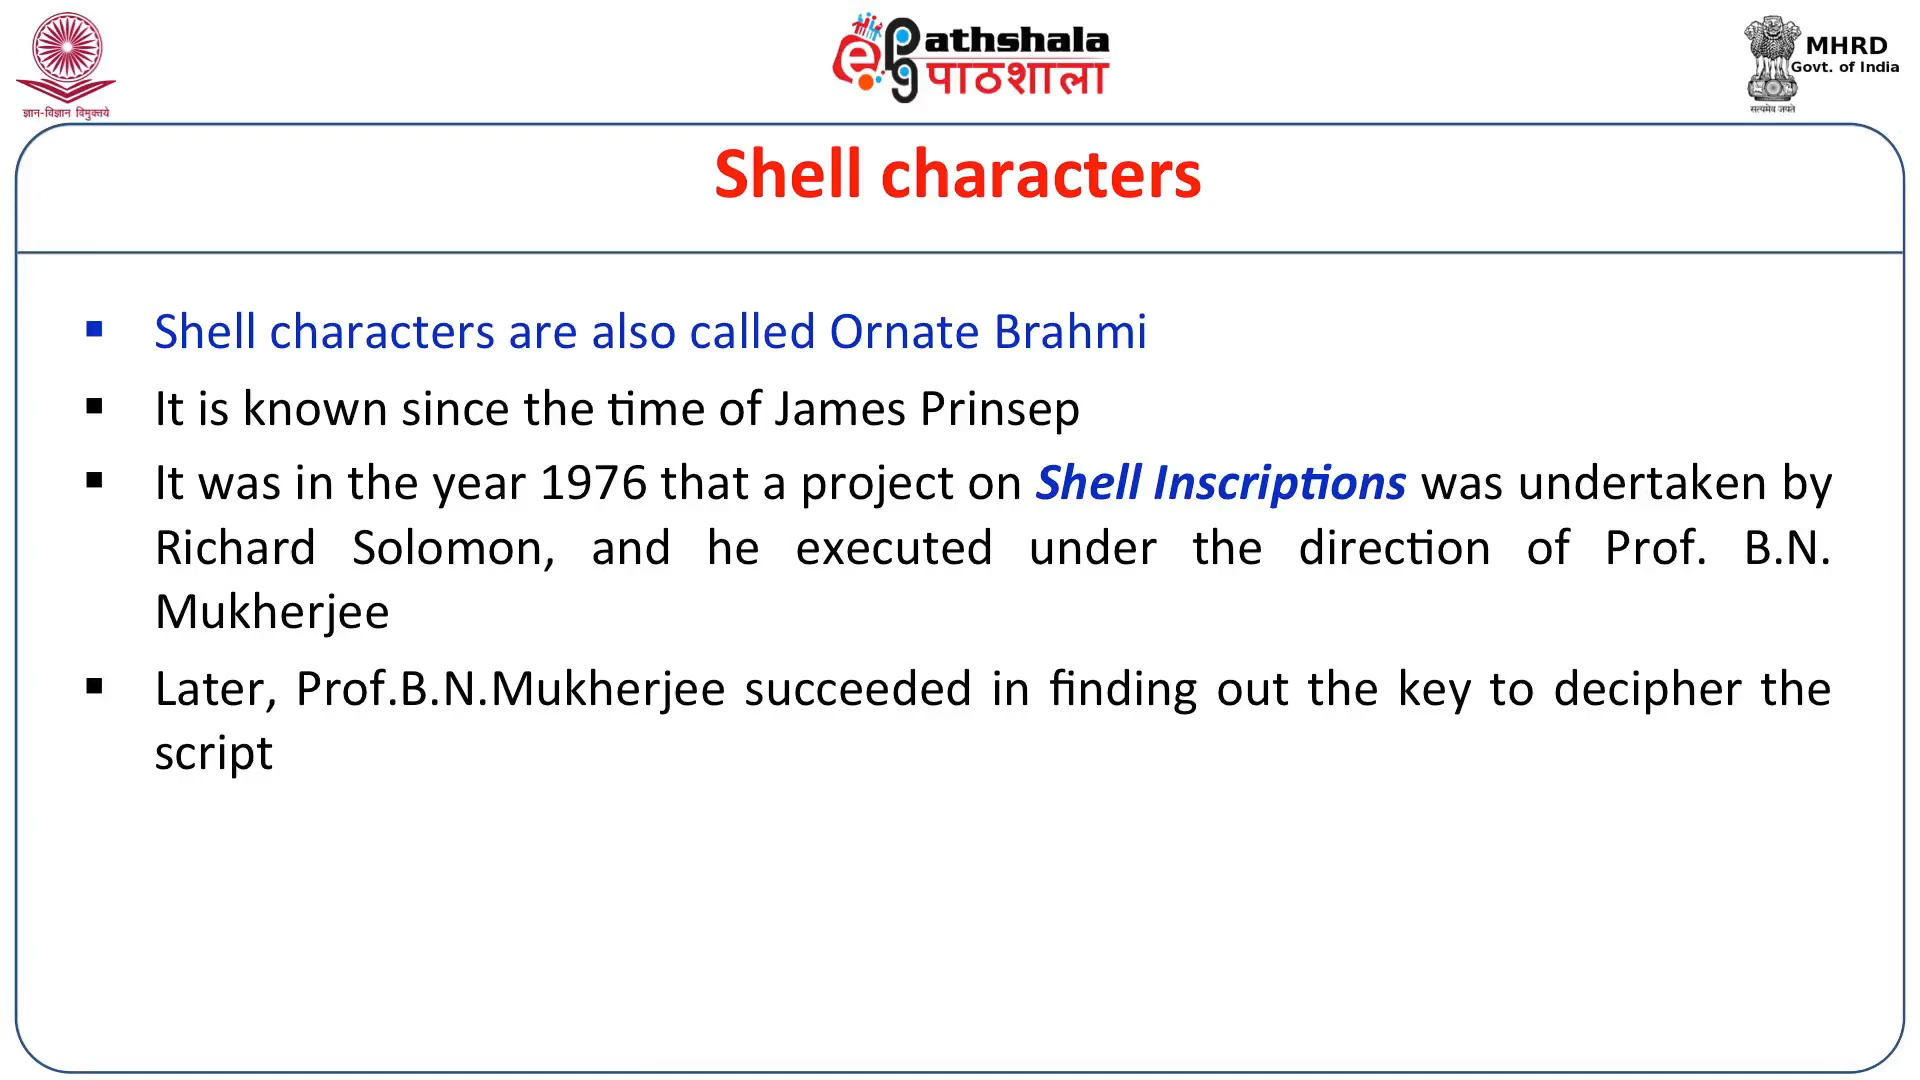 ज्ञान-विज्ञान विमुक्तये
ePG Pathshala
पाठशाला
MHRD
Govt. of India
सत्यमेव जयते
Shell characters
▪ Shell characters are also called Ornate Brahmi
▪ It is known since the time of James Prinsep
▪ It was in the year 1976 that a project on Shell Inscriptions was undertaken by
Richard Solomon, and he executed under the direction of Prof. B.N.
Mukherjee
▪ Later, Prof.B.N.Mukherjee succeeded in finding out the key to decipher the
script